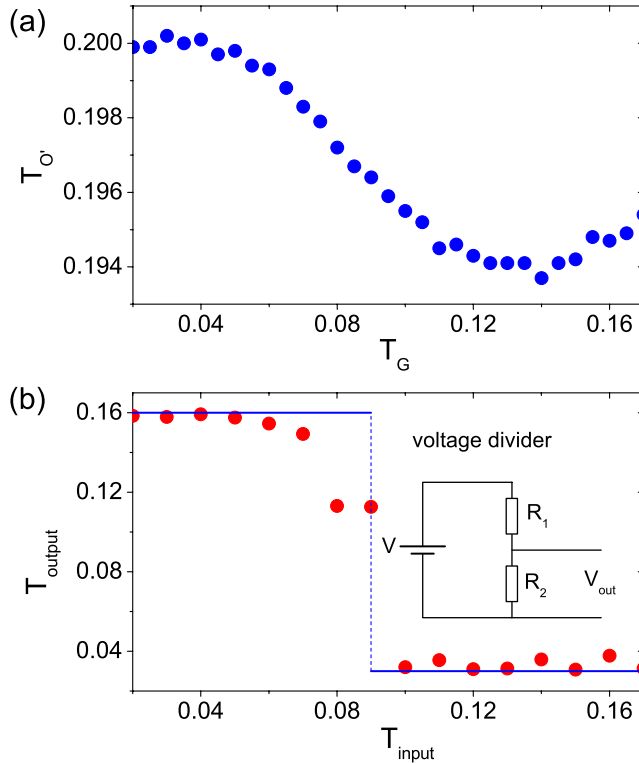 (a)
0.200
0.198
0.196
0.194
T_O'
0.04 0.08 0.12 0.16
T_G
(b)
0.16
0.12
0.08
0.04
T_output
voltage divider
V
R_1
R_2
V_out
0.04 0.08 0.12 0.16
T_input